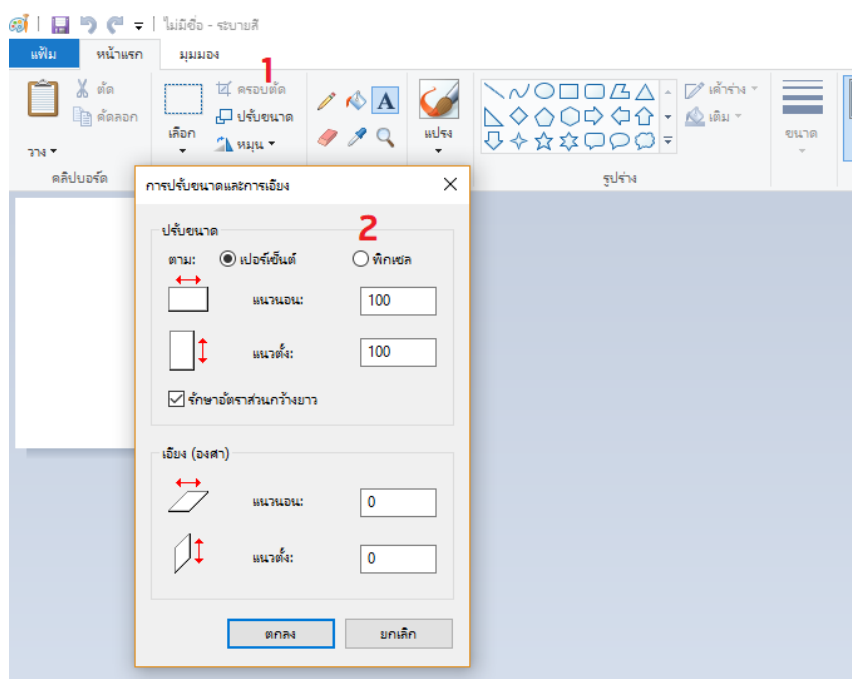 ไม่มีชื่อ - ระบายสี
แฟ้ม หน้าแรก มุมมอง
1
ตัด
คัดลอก
วาง
คลิปบอร์ด
เลือก
ครอบตัด
ปรับขนาด
หมุน
A
แปรง
เค้าร่าง
เติม
รูปร่าง
ขนาด
การปรับขนาดและการเอียง
ปรับขนาด
2
ตาม: เปอร์เซ็นต์ พิกเซล
แนวนอน: 100
แนวตั้ง: 100
รักษาอัตราส่วนกว้างยาว
เอียง (องศา)
แนวนอน: 0
แนวตั้ง: 0
ตกลง ยกเลิก